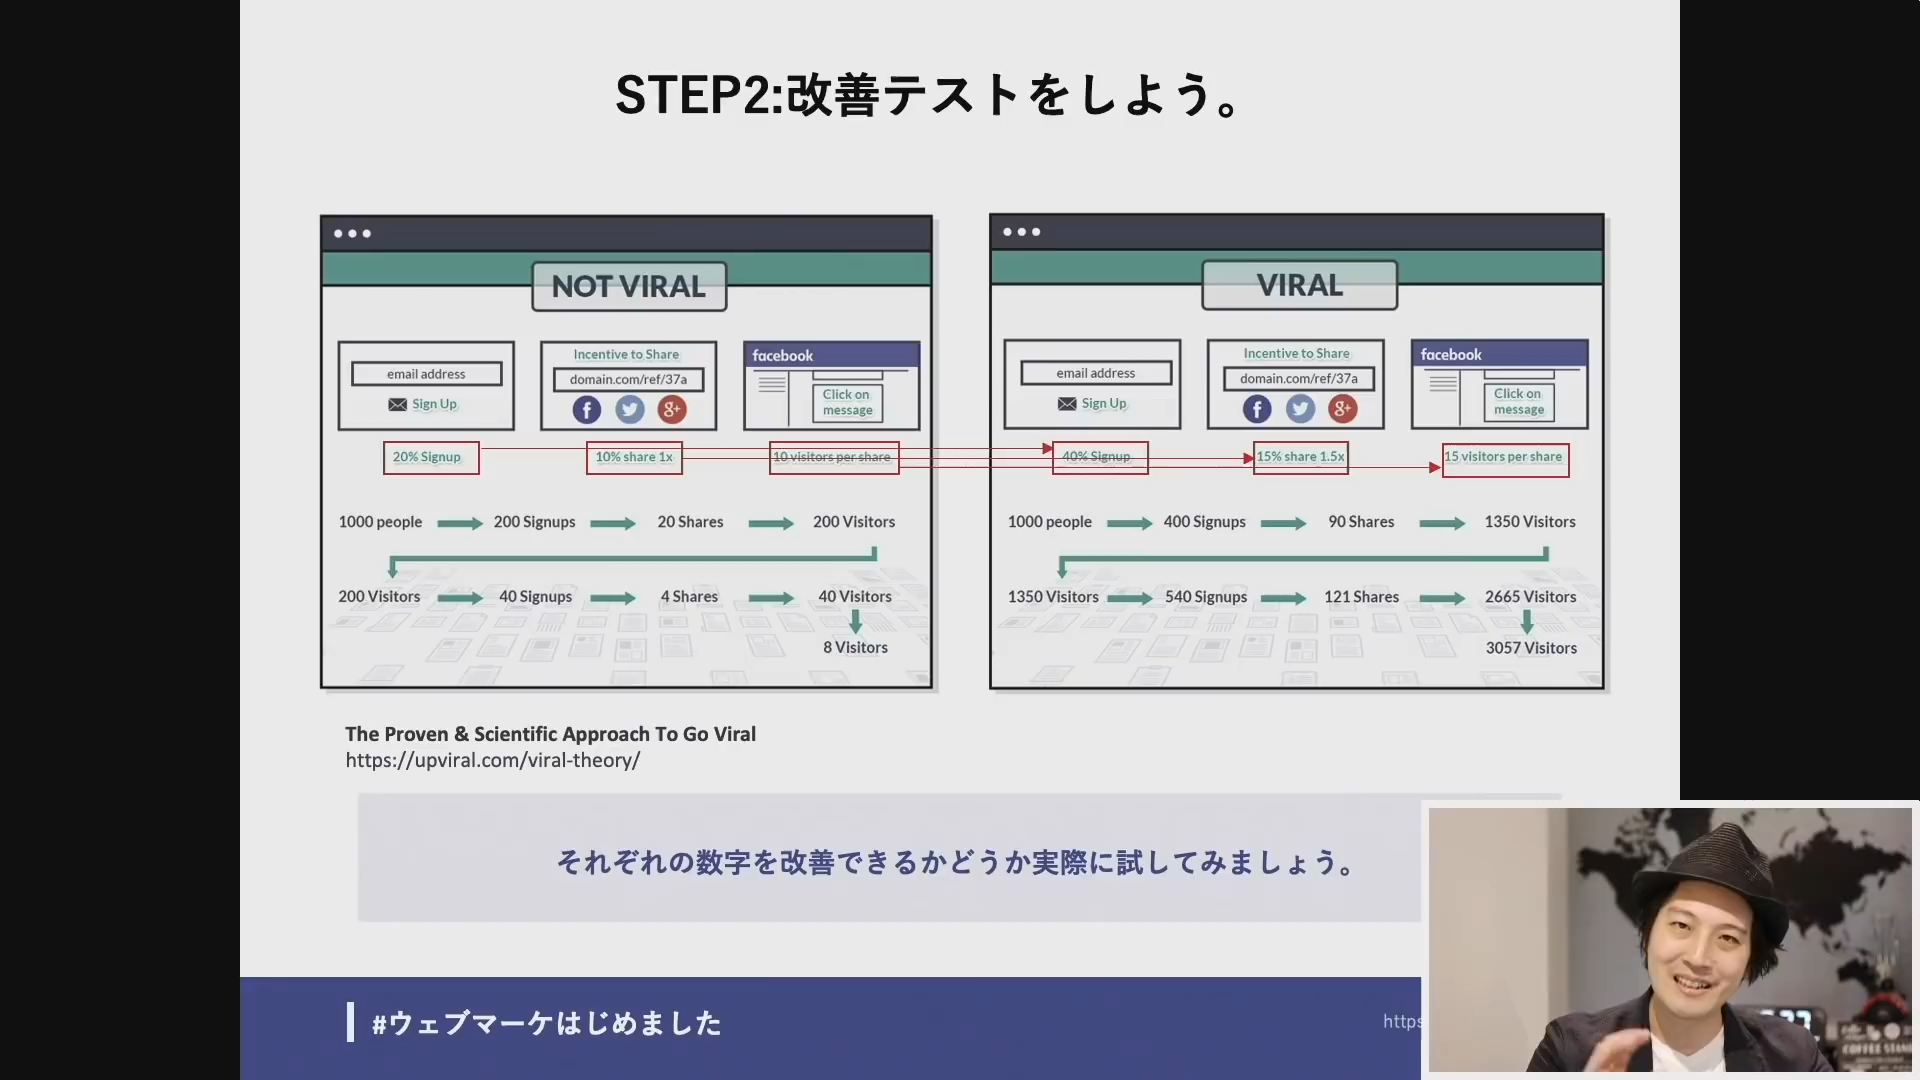 STEP2:改善テストをしよう。
NOT VIRAL
email address
Sign Up
Incentive to Share
domain.com/ref/37a
facebook
Click on
message
20% Signup
10% share 1x
10 visitors per share
1000 people
200 Signups
20 Shares
200 Visitors
200 Visitors
40 Signups
4 Shares
40 Visitors
8 Visitors
VIRAL
email address
Sign Up
Incentive to Share
domain.com/ref/37a
facebook
Click on
message
40% Signup
15% share 1.5x
15 visitors per share
1000 people
400 Signups
90 Shares
1350 Visitors
1350 Visitors
540 Signups
121 Shares
2665 Visitors
3057 Visitors
The Proven & Scientific Approach To Go Viral
https://upviral.com/viral-theory/
それぞれの数字を改善できるかどうか実際に試してみましょう。
#ウェブマーケはじめました
https
COFFEE STAND